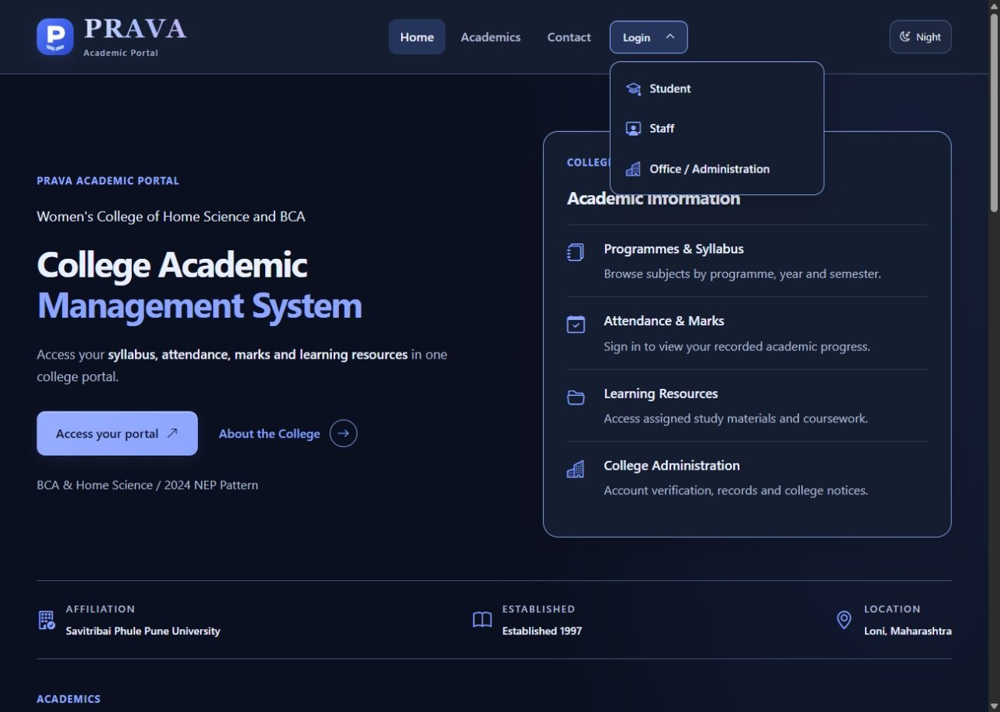 P PRAVA
Academic Portal
Home
Academics
Contact
Login
Night
Student
Staff
Office / Administration
PRAVA ACADEMIC PORTAL
Women's College of Home Science and BCA
College Academic
Management System
Access your syllabus, attendance, marks and learning resources in one
college portal.
Access your portal
About the College
BCA & Home Science / 2024 NEP Pattern
Academic Information
Programmes & Syllabus
Browse subjects by programme, year and semester.
Attendance & Marks
Sign in to view your recorded academic progress.
Learning Resources
Access assigned study materials and coursework.
College Administration
Account verification, records and college notices.
AFFILIATION
Savitribai Phule Pune University
ESTABLISHED
Established 1997
LOCATION
Loni, Maharashtra
ACADEMICS